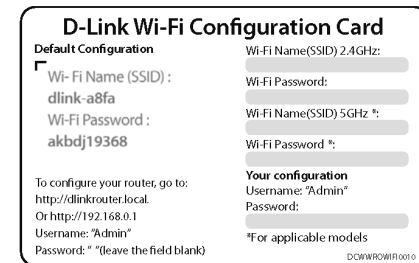 D-Link Wi-Fi Configuration Card
Default Configuration
Wi- Fi Name (SSID) :
dlink-a8fa
Wi-Fi Password :
akbdj19368
To configure your router, go to:
http://dlinkrouter.local.
Or http://192.168.0.1
Username: "Admin"
Password: " "(leave the field blank)
Wi-Fi Name(SSID) 2.4GHz:
Wi-Fi Password:
Wi-Fi Name(SSID) 5GHz *:
Wi-Fi Password *:
Your configuration
Username: "Admin"
Password:
*For applicable models